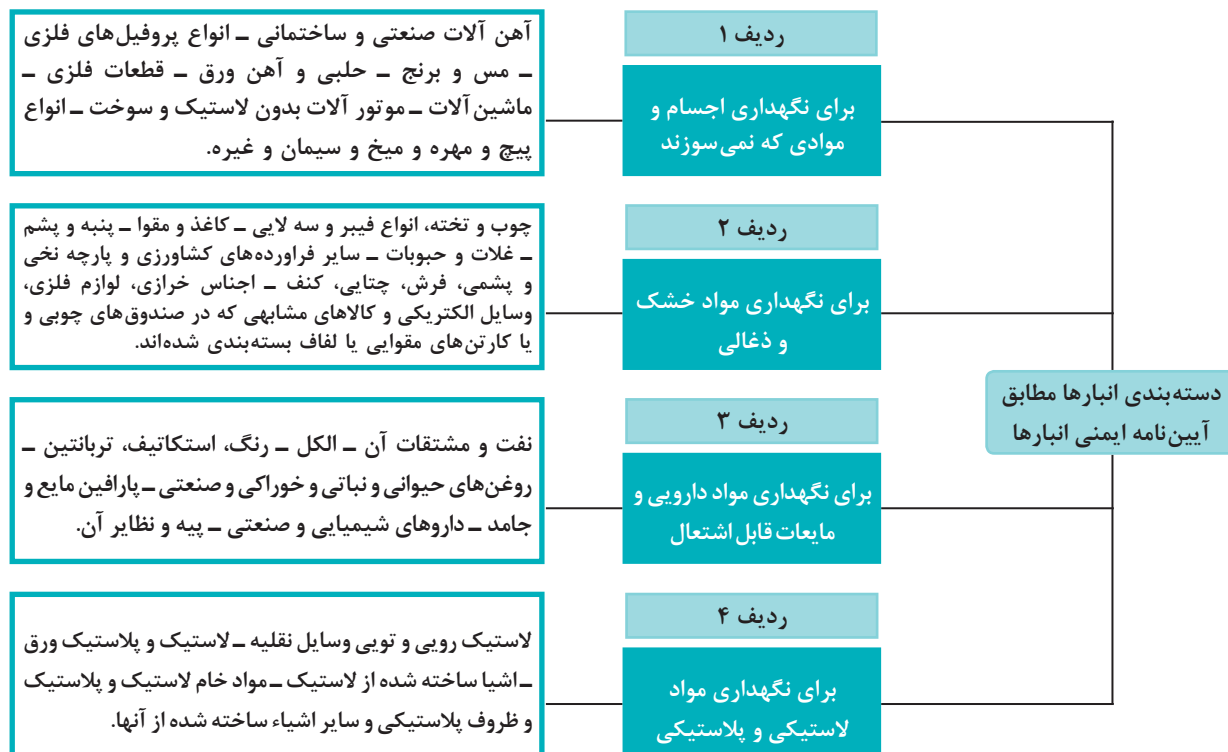 دسته‌بندی انبارها مطابق
آیین‌نامه ایمنی انبارها
ردیف ۱
برای نگهداری اجسام و
موادی که نمی‌سوزند
آهن آلات صنعتی و ساختمانی ـ انواع پروفیل‌های فلزی
ـ مس و برنج ـ حلبی و آهن ورق ـ قطعات فلزی ـ
ماشین‌آلات ـ موتور آلات بدون لاستیک و سوخت ـ انواع
پیچ و مهره و میخ و سیمان و غیره.
ردیف ۲
برای نگهداری مواد خشک
و ذغالی
چوب و تخته، انواع فیبر و سه لایی ـ کاغذ و مقوا ـ پنبه و پشم
ـ غلات و حبوبات ـ سایر فراورده‌های کشاورزی و پارچه نخی
و پشمی، فرش، چتایی، کنف ـ اجناس خرازی، لوازم فلزی،
وسایل الکتریکی و کالاهای مشابهی که در صندوق‌های چوبی و
یا کارتن‌های مقوایی یا لفاف بسته‌بندی شده‌اند.
ردیف ۳
برای نگهداری مواد دارویی و
مایعات قابل اشتعال
نفت و مشتقات آن ـ الکل ـ رنگ، استکاتیف، تربانتین ـ
روغن‌های حیوانی و نباتی و خوراکی و صنعتی ـ پارافین مایع و
جامد ـ داروهای شیمیایی و صنعتی ـ پیه و نظایر آن.
ردیف ۴
برای نگهداری مواد
لاستیکی و پلاستیکی
لاستیک رویی و تویی وسایل نقلیه ـ لاستیک و پلاستیک ورق
ـ اشیا ساخته شده از لاستیک ـ مواد خام لاستیک و پلاستیک
و ظروف پلاستیکی و سایر اشیاء ساخته شده از آنها.